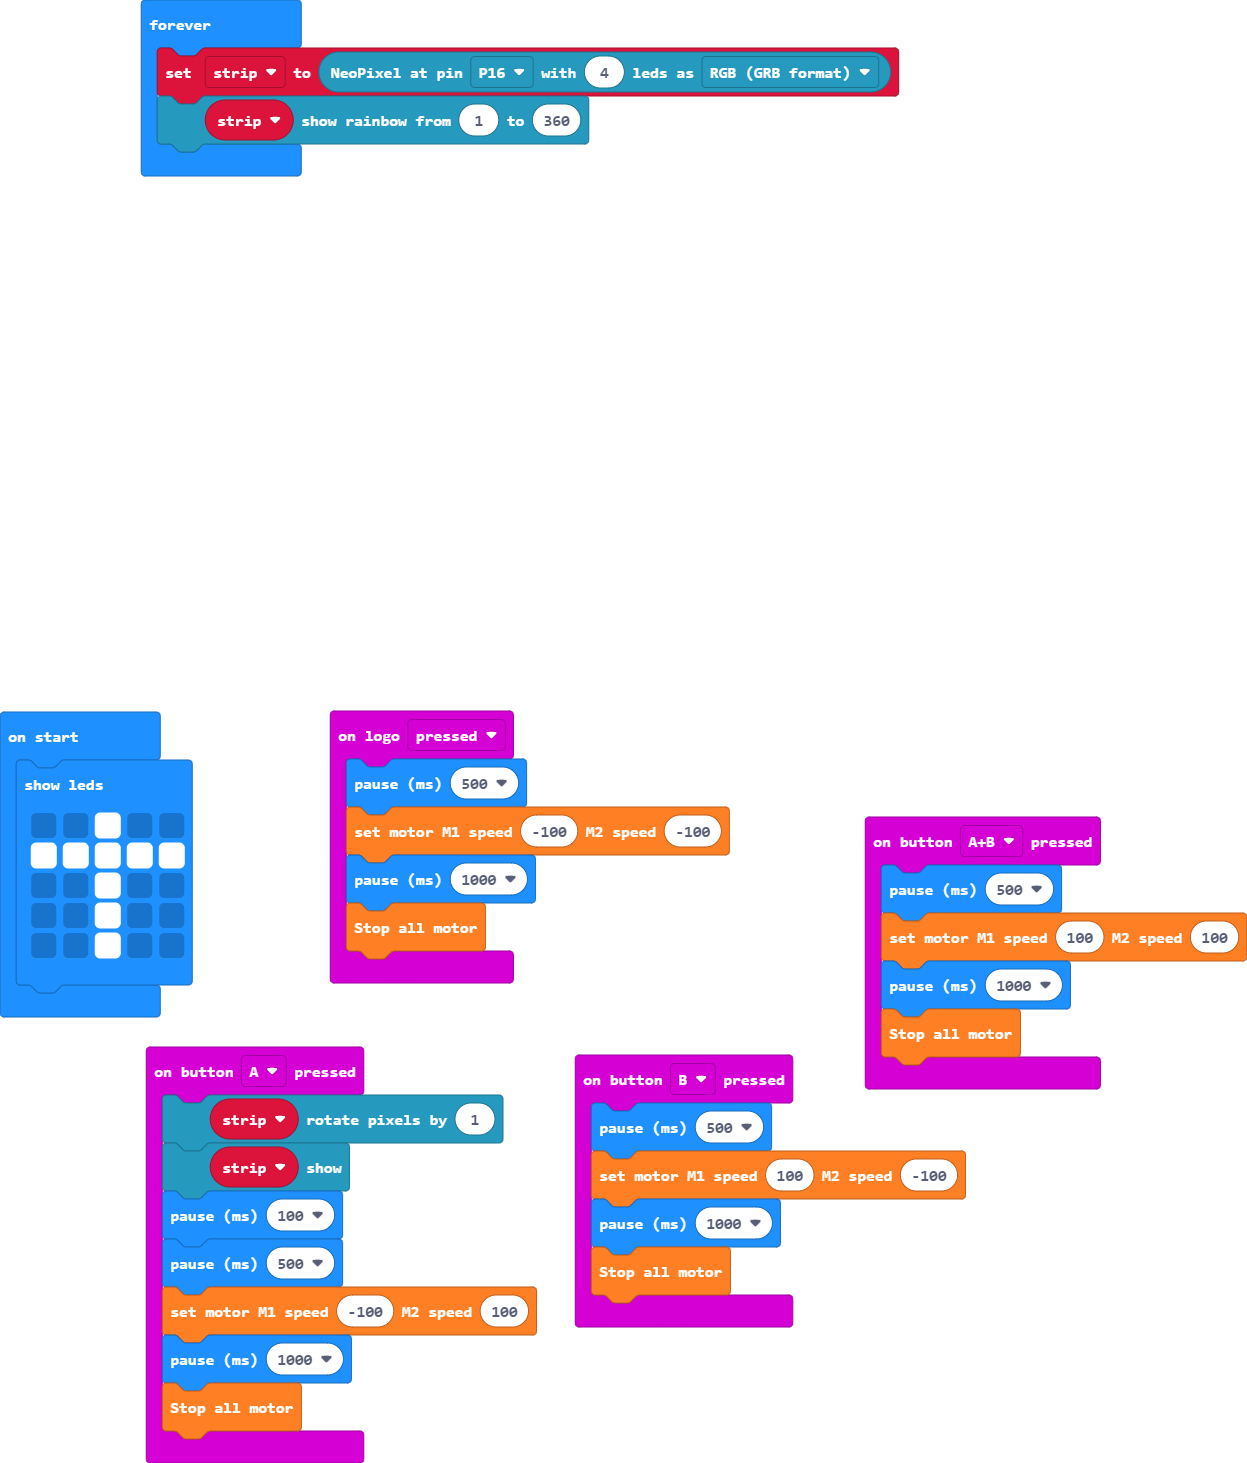 forever
set strip to NeoPixel at pin P16 with 4 leds as RGB (GRB format)
strip show rainbow from 1 to 360
on start
show leds
on logo pressed
pause (ms) 500
set motor M1 speed -100 M2 speed -100
pause (ms) 1000
Stop all motor
on button A+B pressed
pause (ms) 500
set motor M1 speed 100 M2 speed 100
pause (ms) 1000
Stop all motor
on button A pressed
strip rotate pixels by 1
strip show
pause (ms) 100
pause (ms) 500
set motor M1 speed -100 M2 speed 100
pause (ms) 1000
Stop all motor
on button B pressed
pause (ms) 500
set motor M1 speed 100 M2 speed -100
pause (ms) 1000
Stop all motor